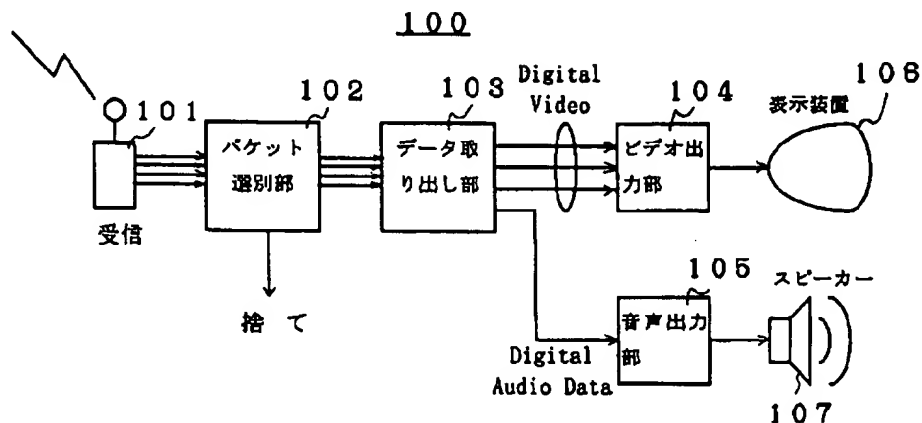 100
101
受信
102
パケット
選別部
捨て
103
データ取
り出し部
Digital
Video
104
ビデオ出
力部
表示装置
106
Digital
Audio Data
105
音声出力
部
スピーカー
107